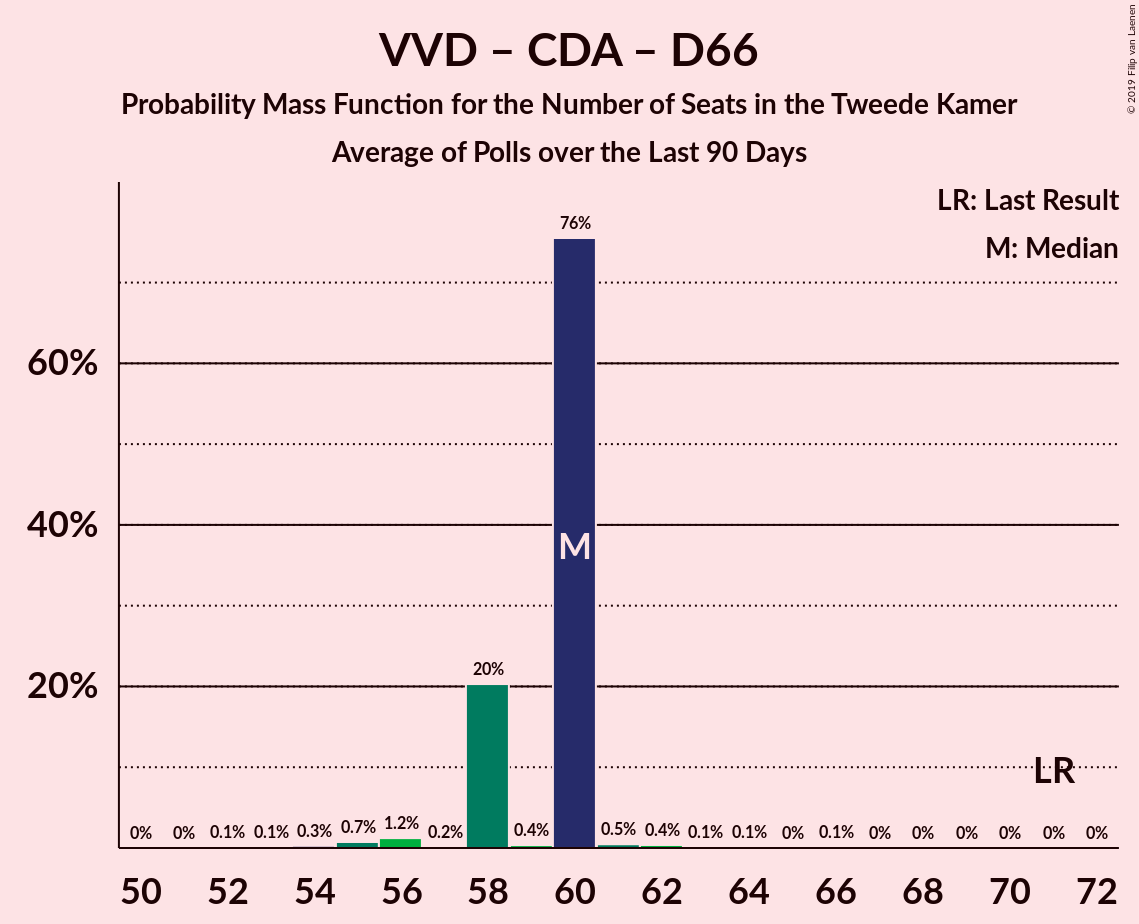 VVD – CDA – D66
Probability Mass Function for the Number of Seats in the Tweede Kamer
Average of Polls over the Last 90 Days
© 2019 Filip van Laenen
LR: Last Result
M: Median
60%
40%
20%
0% 0% 0.1% 0.1% 0.3% 0.7% 1.2% 0.2% 20% 0.4% 76% 0.5% 0.4% 0.1% 0.1% 0% 0.1% 0% 0% 0% 0% 0% 0%
M
LR
50 52 54 56 58 60 62 64 66 68 70 72